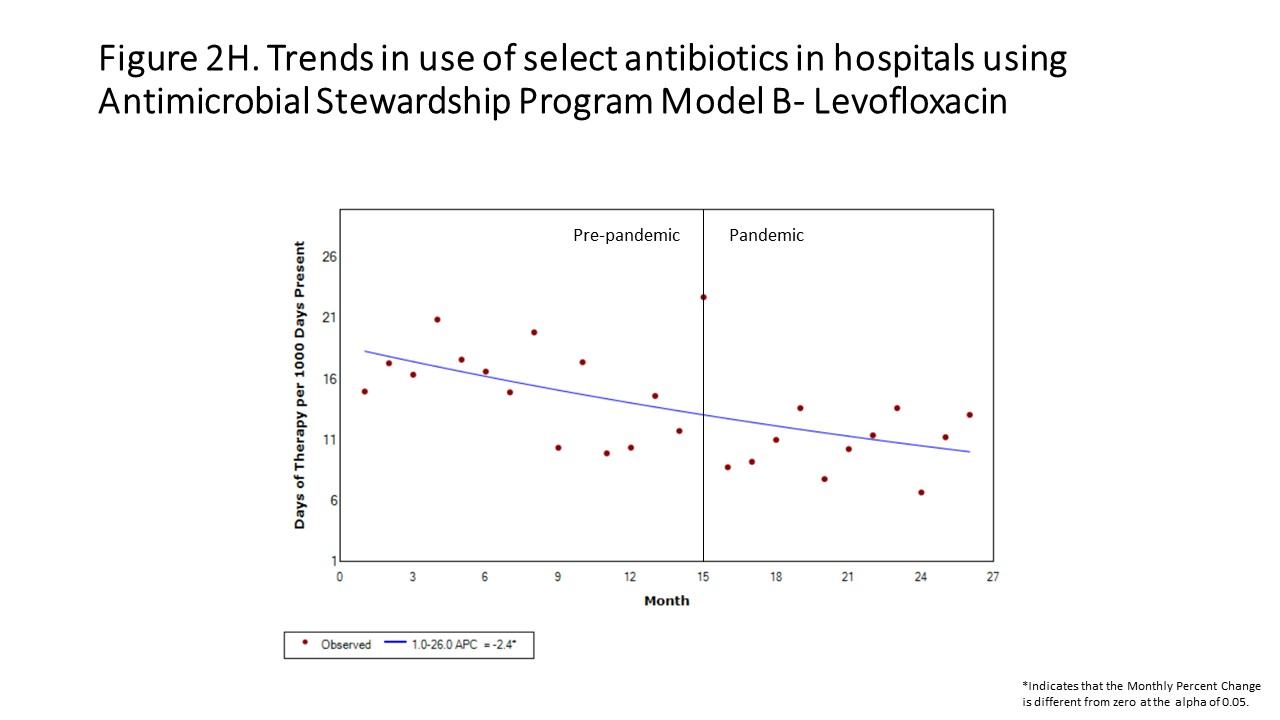 Figure 2H. Trends in use of select antibiotics in hospitals using
Antimicrobial Stewardship Program Model B- Levofloxacin
Pre-pandemic
Pandemic
Days of Therapy per 1000 Days Present
26
21
16
11
6
1
0 3 6 9 12 15 18 21 24 27
Month
Observed 1.0-26.0 APC = -2.4*
*Indicates that the Monthly Percent Change
is different from zero at the alpha of 0.05.